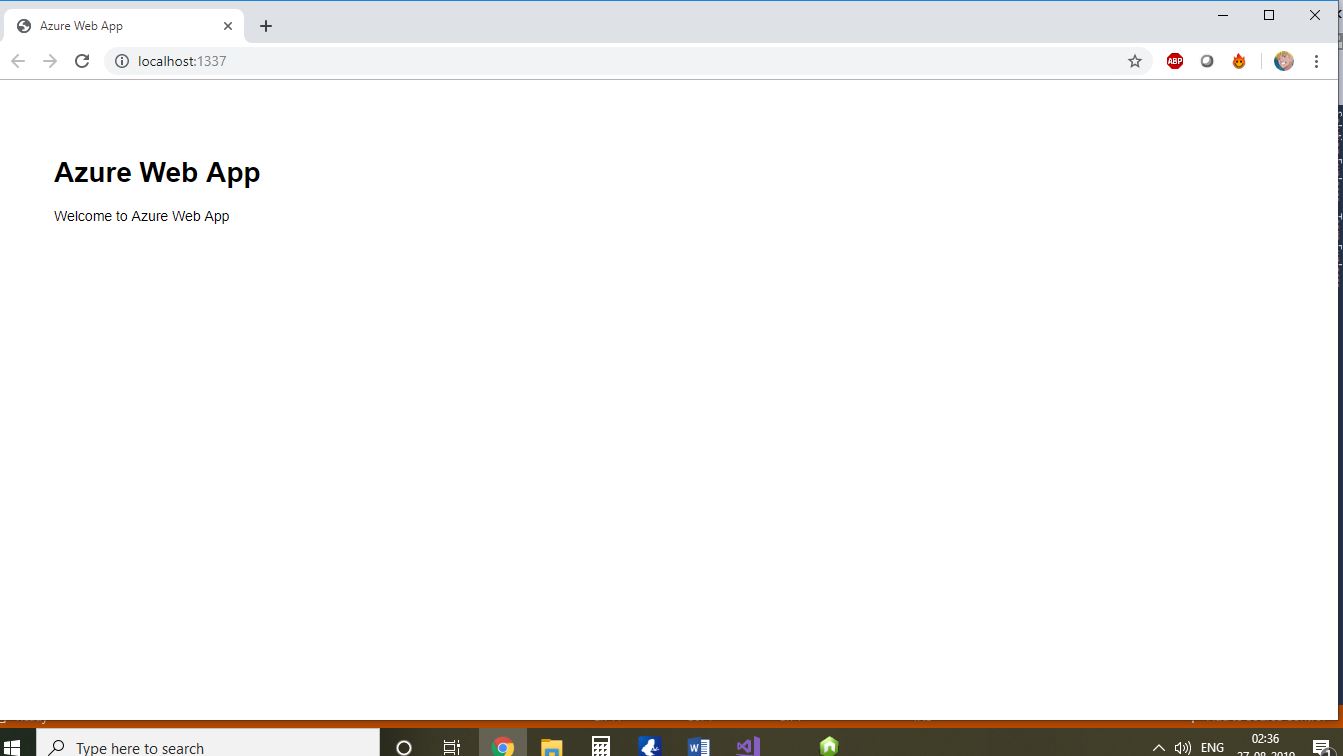 Azure Web App
localhost:1337
ABP
Azure Web App
Welcome to Azure Web App
Type here to search
ENG
02:36
27-08-2019
1